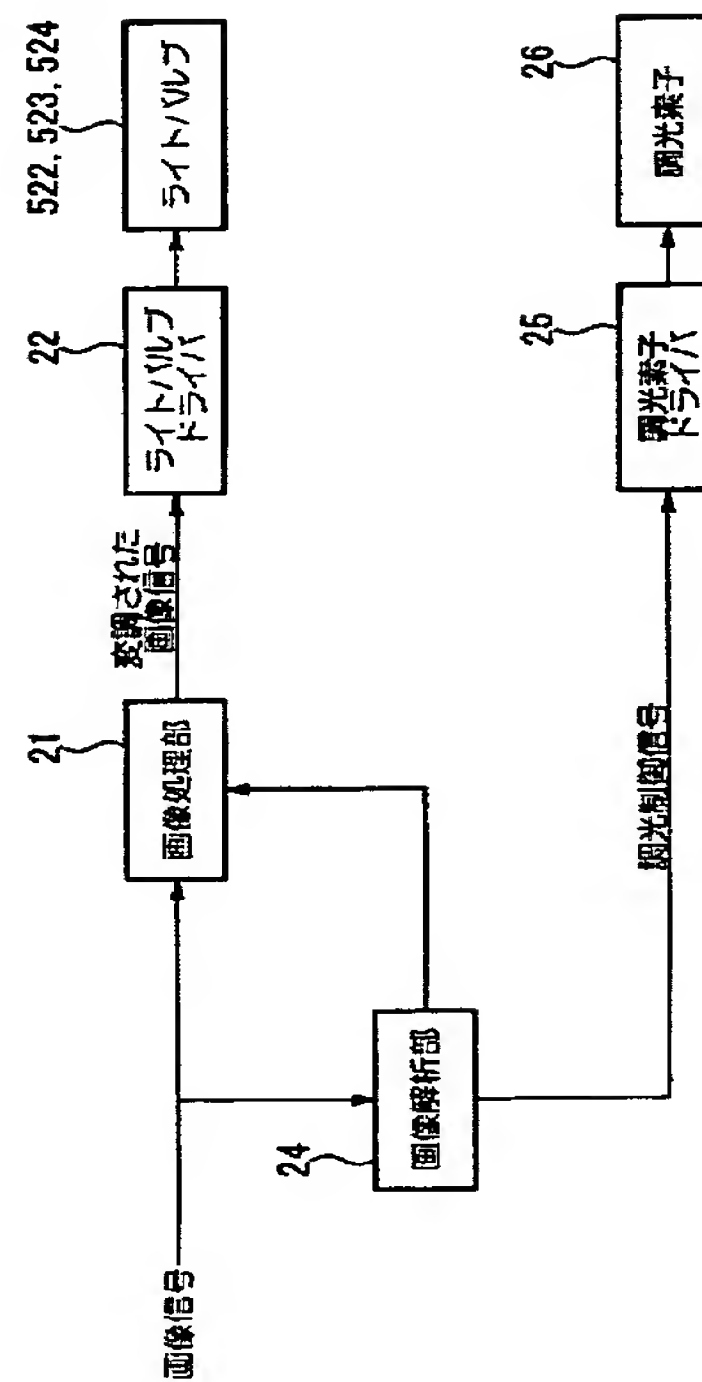 画像信号
24
画像解析部
21
画像処理部
変調された
画像信号
22
ライトバルブ
ドライバ
522, 523, 524
ライトバルブ
調光制御信号
25
調光素子
ドライバ
26
調光素子